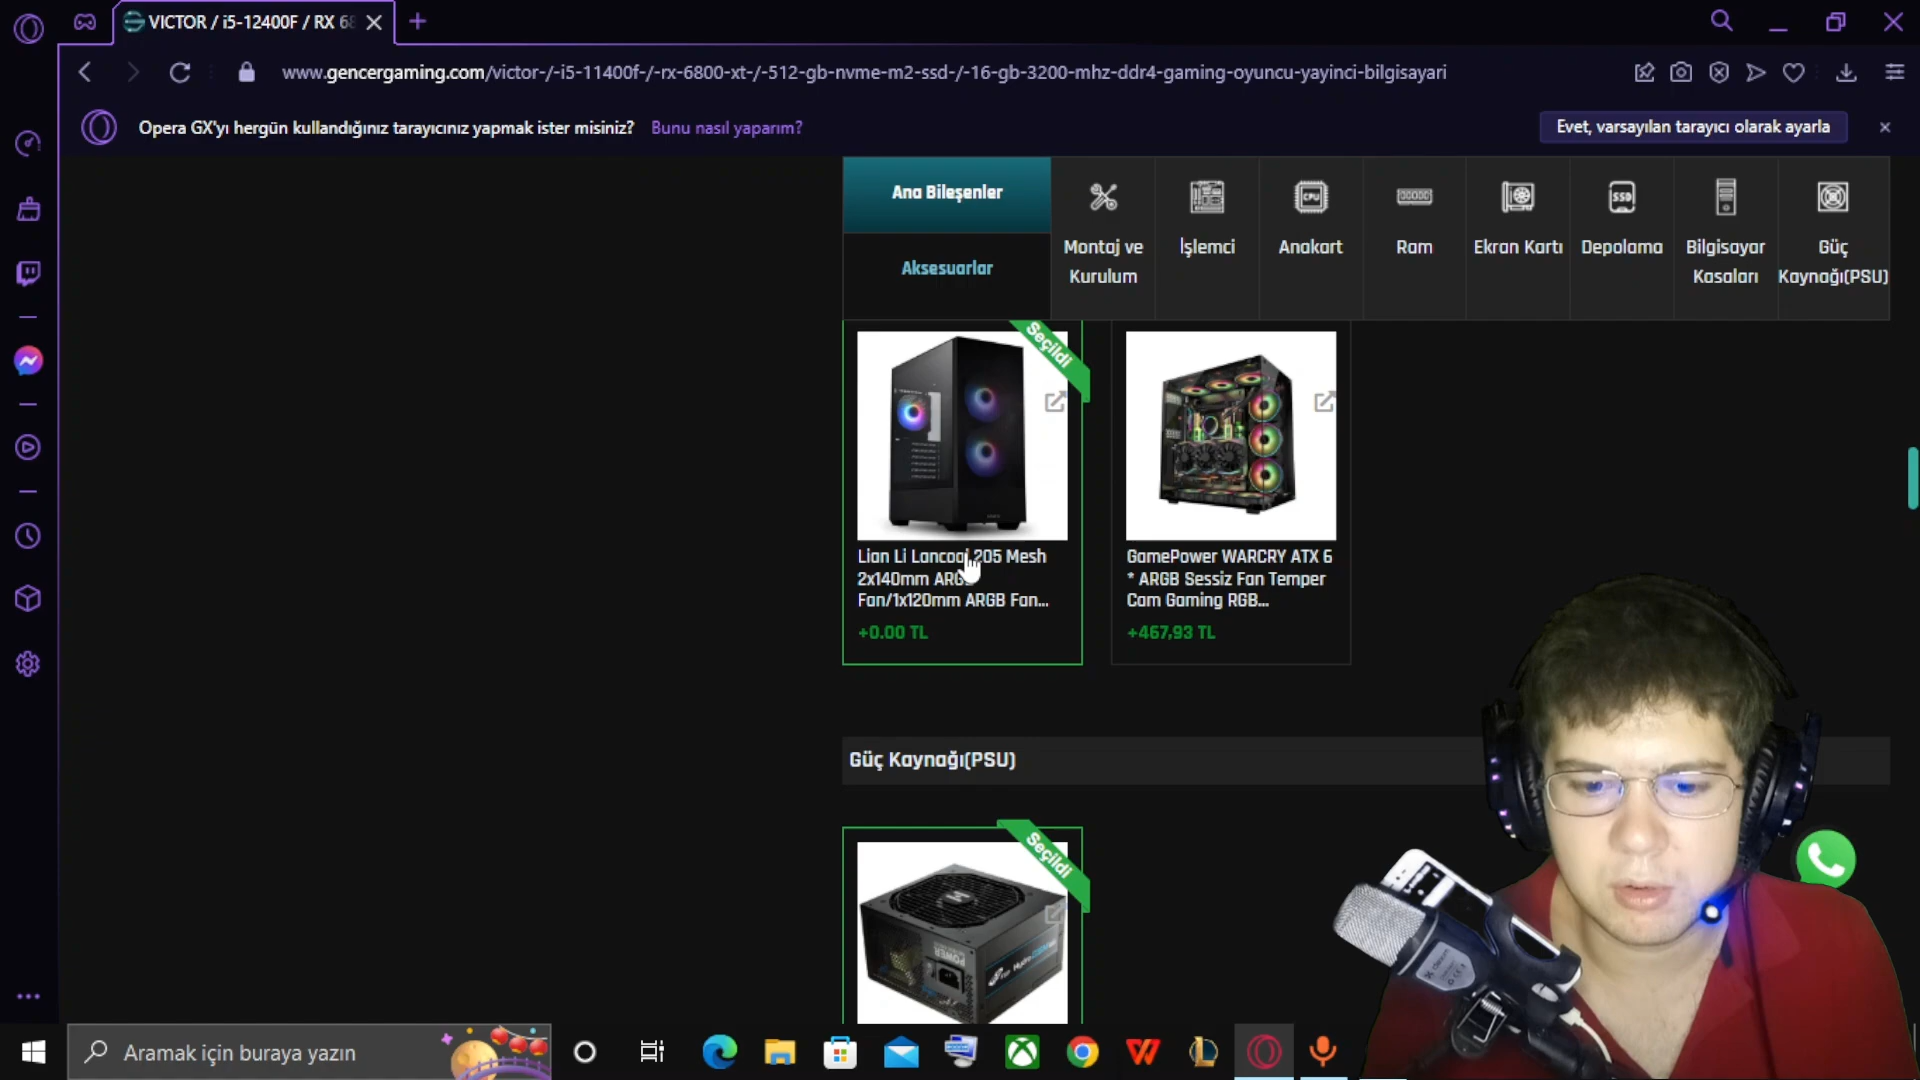 VICTOR / i5-12400F / RX 68
www.gencergaming.com/victor-/-i5-11400f-/-rx-6800-xt-/-512-gb-nvme-m2-ssd-/-16-gb-3200-mhz-ddr4-gaming-oyuncu-yayinci-bilgisayari
Opera GX'yı hergün kullandığınız tarayıcınız yapmak ister misiniz? Bunu nasıl yaparım?
Evet, varsayılan tarayıcı olarak ayarla
Ana Bileşenler
Aksesuarlar
Montaj ve
Kurulum
İşlemci
CPU
Anakart
Ram
Ekran Kartı
SSD
Depolama
Bilgisayar
Kasaları
Güç
Kaynağı(PSU)
Seçildi
Lian Li Lancool 205 Mesh
2x140mm ARGB
Fan/1x120mm ARGB Fan...
+0.00 TL
GamePower WARCRY ATX 6
* ARGB Sessiz Fan Temper
Cam Gaming RGB...
+467,93 TL
Güç Kaynağı(PSU)
Seçildi
Aramak için buraya yazın